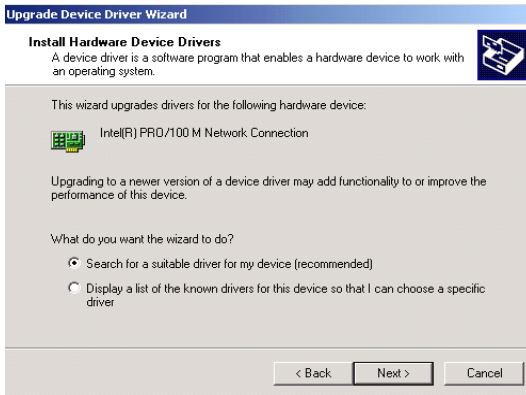 Upgrade Device Driver Wizard
Install Hardware Device Drivers
A device driver is a software program that enables a hardware device to work with
an operating system.
This wizard upgrades drivers for the following hardware device:
Intel(R) PRO/100 M Network Connection
Upgrading to a newer version of a device driver may add functionality to or improve the
performance of this device.
What do you want the wizard to do?
Search for a suitable driver for my device (recommended)
Display a list of the known drivers for this device so that I can choose a specific
driver
< Back Next > Cancel